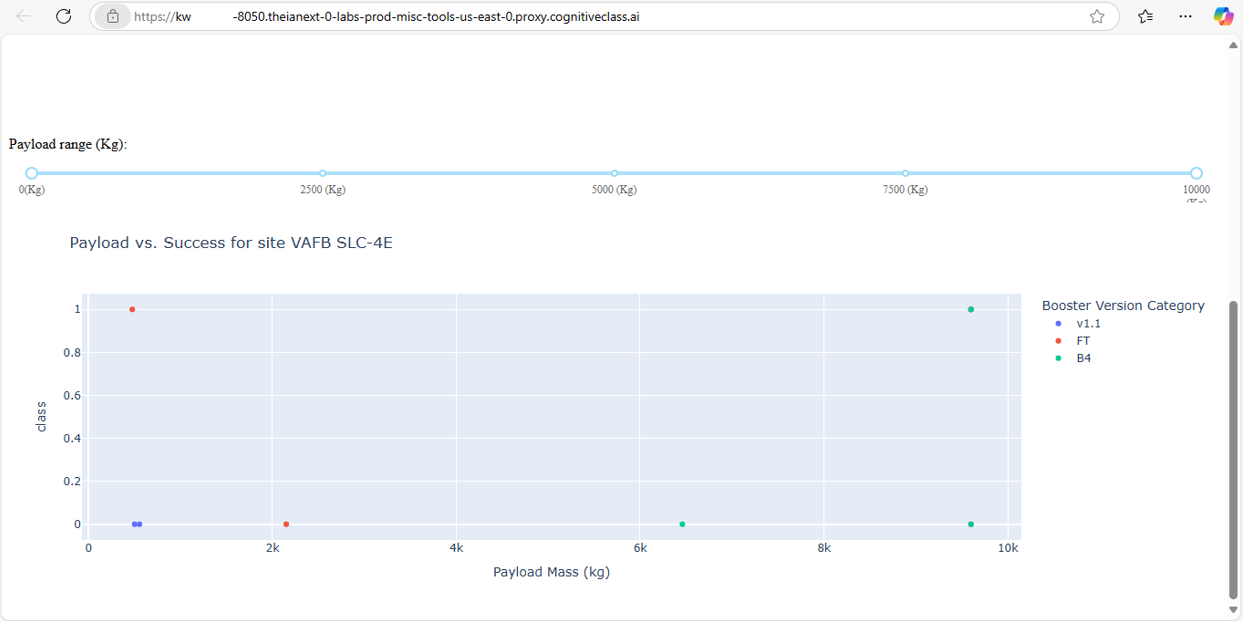 https://kw -8050.theianext-0-labs-prod-misc-tools-us-east-0.proxy.cognitiveclass.ai
Payload range (Kg):
0(Kg) 2500 (Kg) 5000 (Kg) 7500 (Kg) 10000
Payload vs. Success for site VAFB SLC-4E
Booster Version Category
v1.1
FT
B4
1
0.8
0.6
0.4
0.2
0
class
0 2k 4k 6k 8k 10k
Payload Mass (kg)